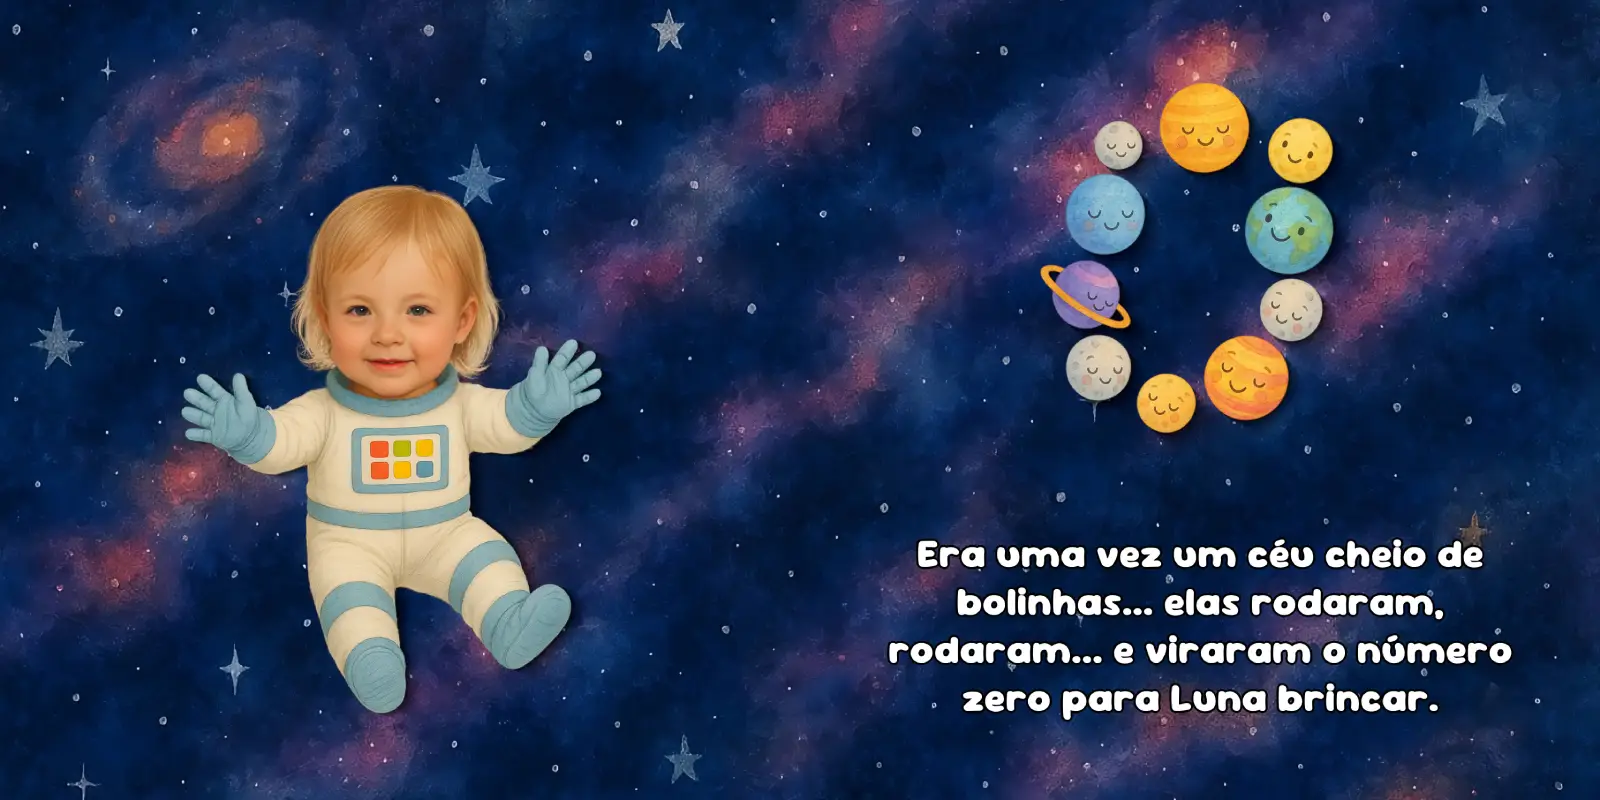 Era uma vez um céu cheio de
bolinhas... elas rodaram,
rodaram... e viraram o número
zero para Luna brincar.